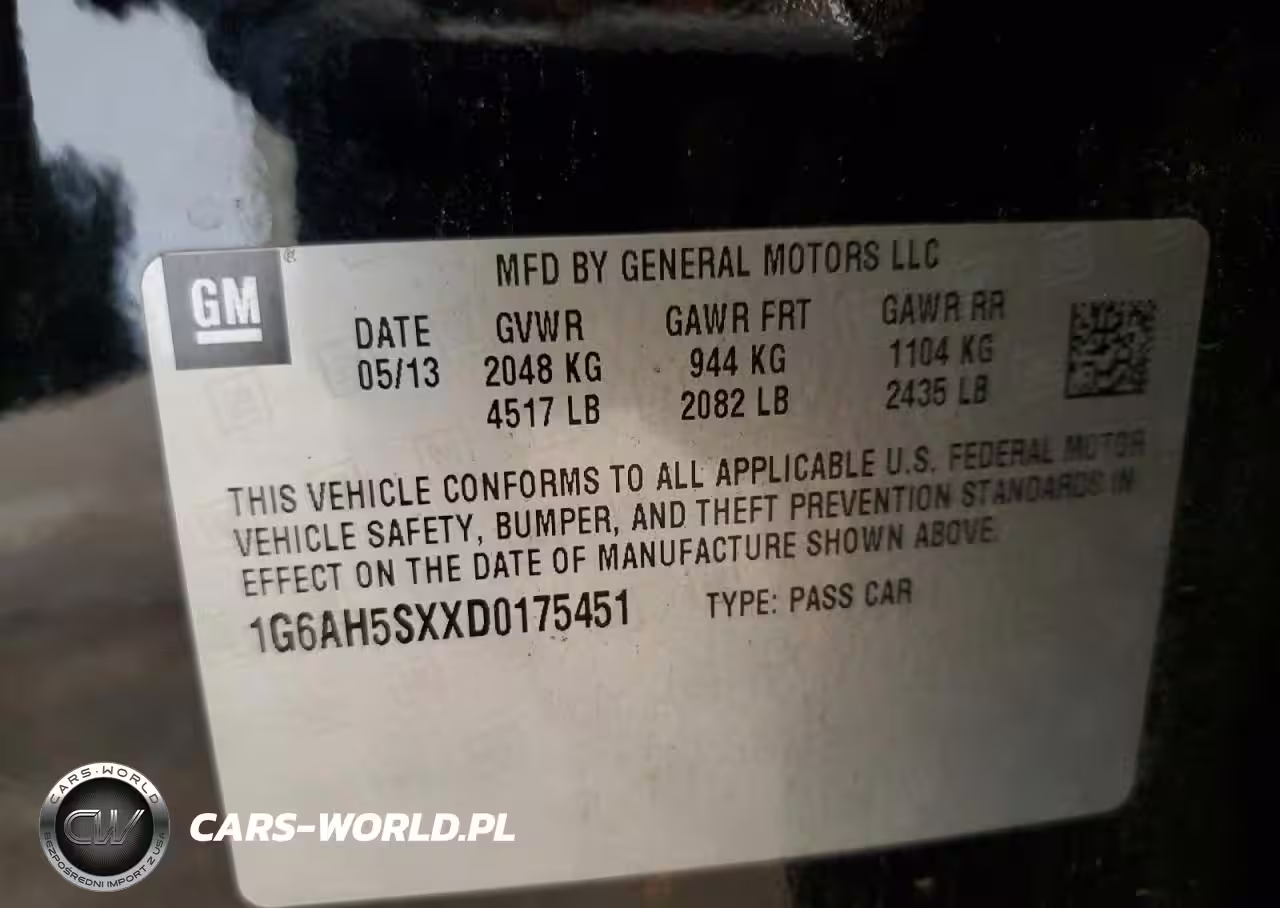 GM
MFD BY GENERAL MOTORS LLC
DATE GVWR GAWR FRT GAWR RR
05/13 2048 KG 944 KG 1104 KG
4517 LB 2082 LB 2435 LB
THIS VEHICLE CONFORMS TO ALL APPLICABLE U.S. FEDERAL MOTOR
VEHICLE SAFETY, BUMPER, AND THEFT PREVENTION STANDARDS IN
EFFECT ON THE DATE OF MANUFACTURE SHOWN ABOVE.
1G6AH5SXXD0175451 TYPE: PASS CAR
CARS-WORLD
CW
BEZPOŚREDNI IMPORT Z USA
CARS-WORLD.PL